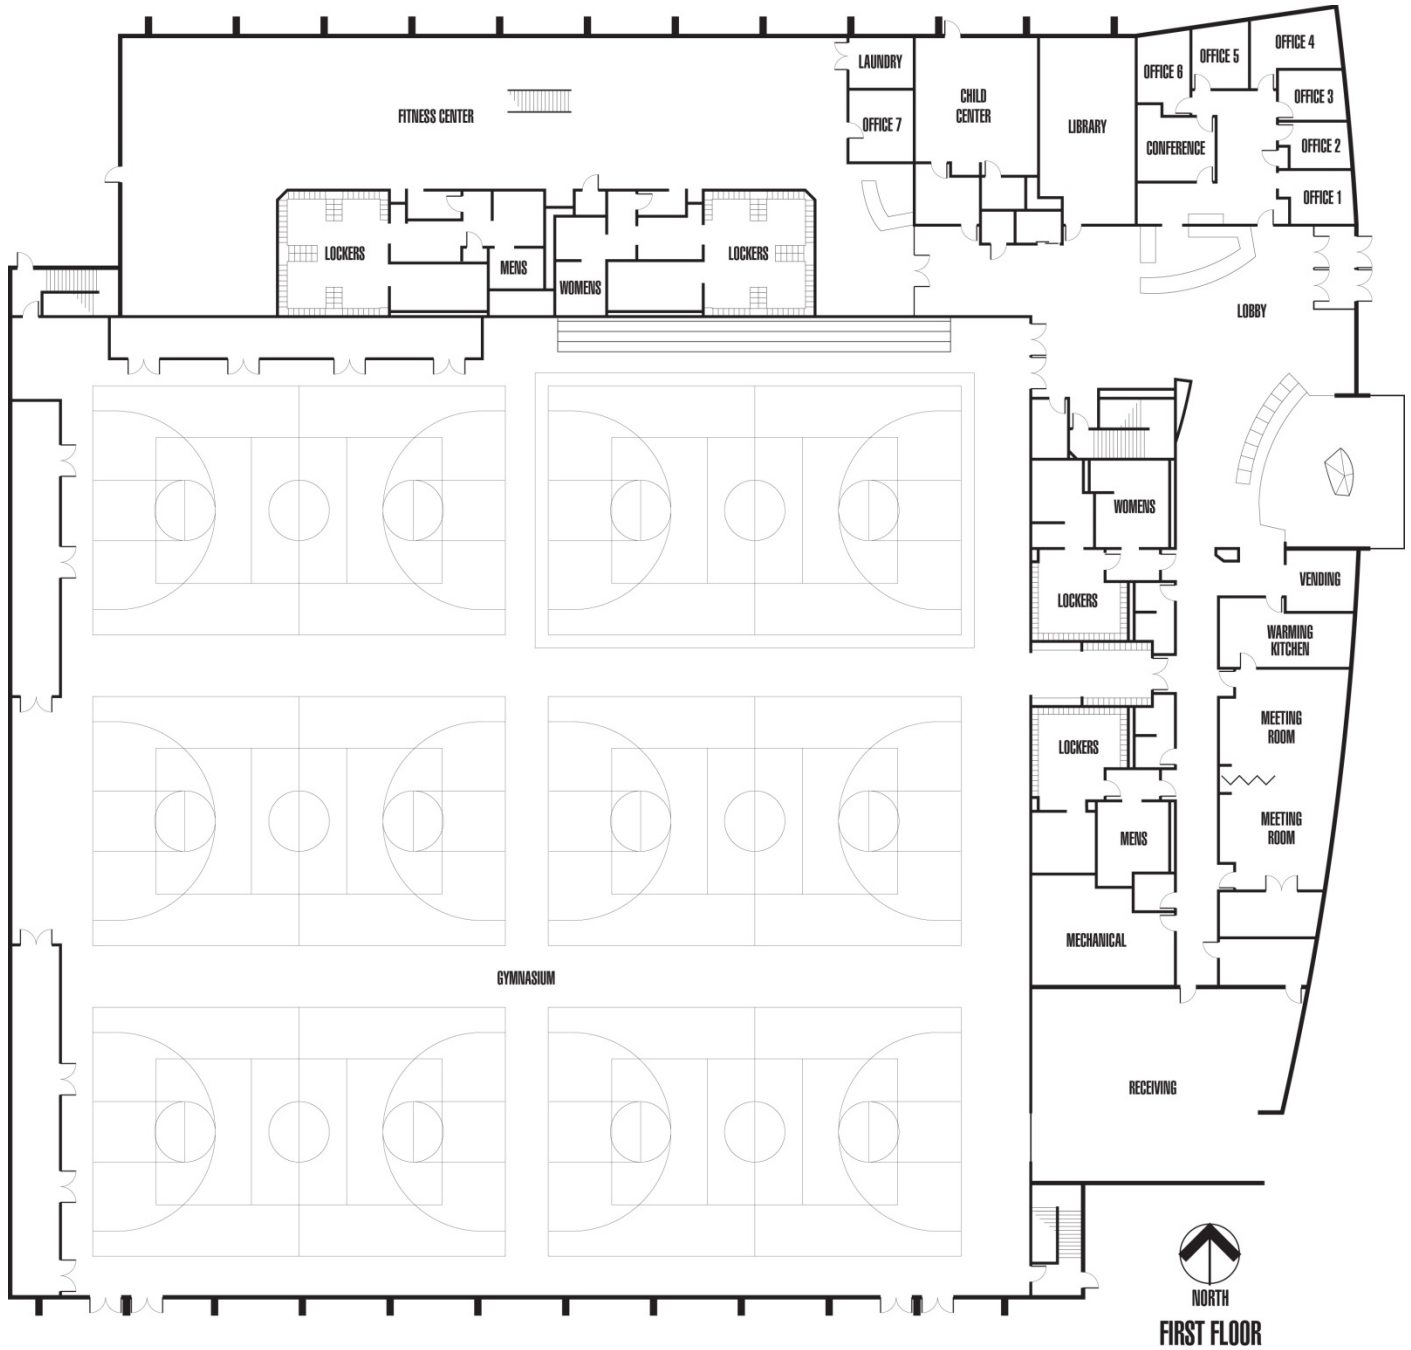 OFFICE 4
OFFICE 5
LAUNDRY
OFFICE 6
CHILD
CENTER
OFFICE 3
FITNESS CENTER
OFFICE 7
LIBRARY
CONFERENCE
OFFICE 2
OFFICE 1
LOCKERS
MENS
WOMENS
LOCKERS
LOBBY
WOMENS
VENDING
LOCKERS
WARMING
KITCHEN
MEETING
ROOM
LOCKERS
MEETING
ROOM
MENS
MECHANICAL
GYMNASIUM
RECEIVING
NORTH
FIRST FLOOR